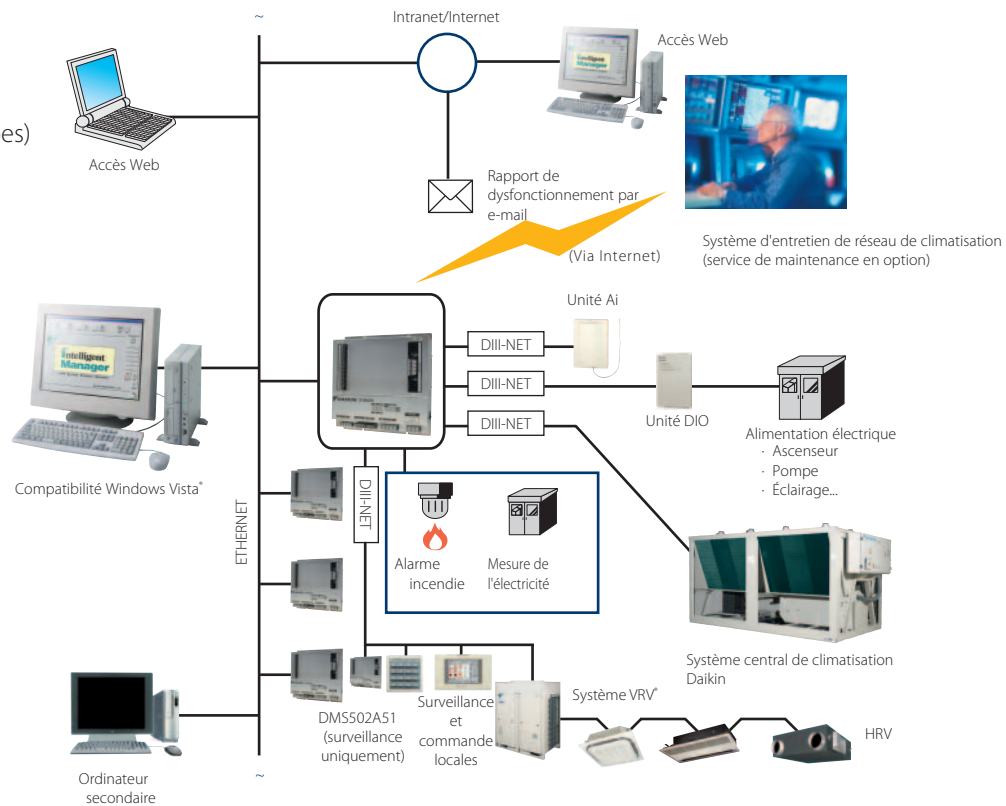 ~
Intranet/Internet
Accès Web
es)
Accès Web
Rapport de
dysfonctionnement par
e-mail
(Via Internet)
Système d'entretien de réseau de climatisation
(service de maintenance en option)
Unité Ai
Intelligent
Manager
DIII-NET
DIII-NET
DIII-NET
Unité DIO
Alimentation électrique
· Ascenseur
· Pompe
· Éclairage...
Compatibilité Windows Vista®
ETHERNET
DIII-NET
Alarme
incendie
Mesure de
l'électricité
Système central de climatisation
Daikin
DMS502A51
(surveillance
uniquement)
Surveillance
et
commande
locales
Système VRV®
HRV
Ordinateur
secondaire
~